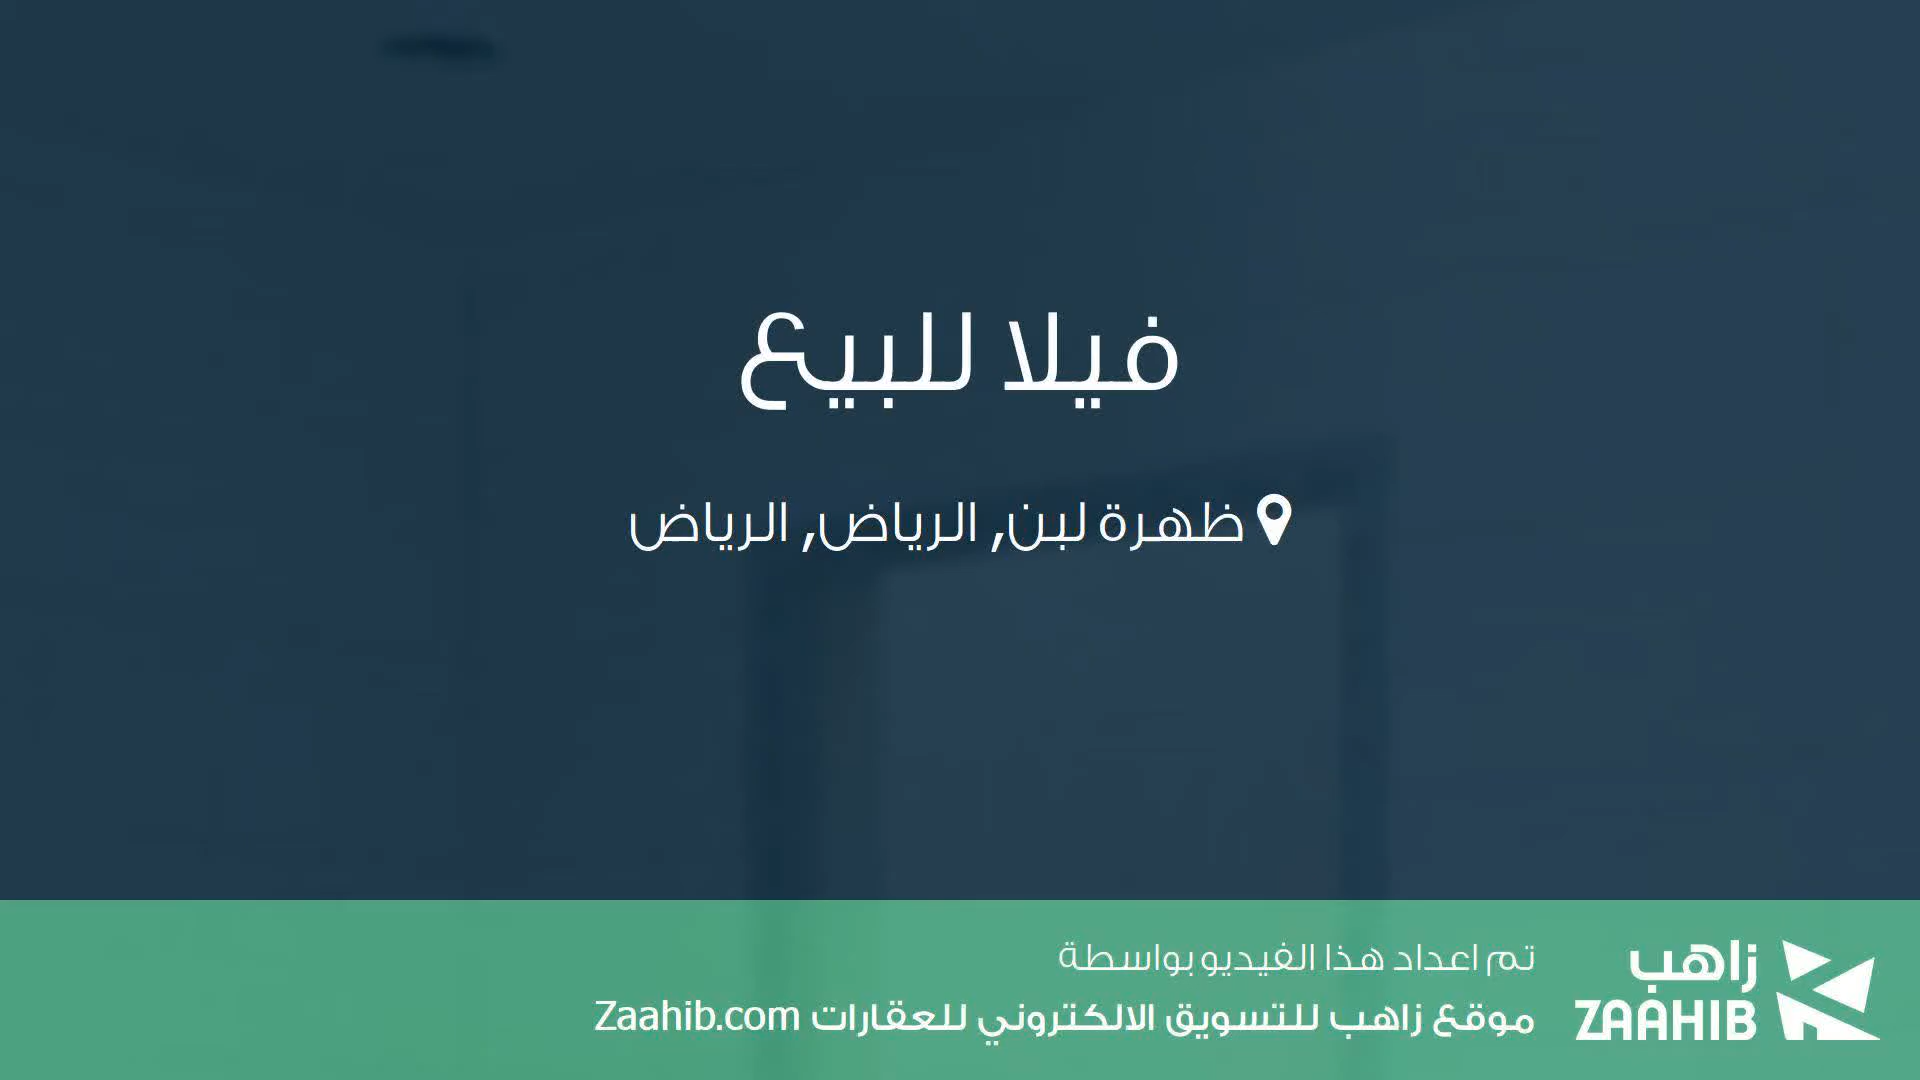 فيلا للبيع
ظهرة لبن, الرياض, الرياض
تم اعداد هذا الفيديو بواسطة
موقع زاهب للتسويق الالكتروني للعقارات Zaahib.com
زاهب
ZAAHIB